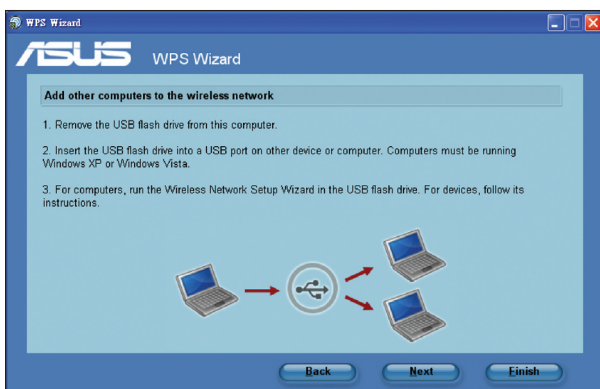 WPS Wizard
ASUS WPS Wizard
Add other computers to the wireless network
1. Remove the USB flash drive from this computer.
2. Insert the USB flash drive into a USB port on other device or computer. Computers must be running
Windows XP or Windows Vista.
3. For computers, run the Wireless Network Setup Wizard in the USB flash drive. For devices, follow its
instructions.
Back Next Finish